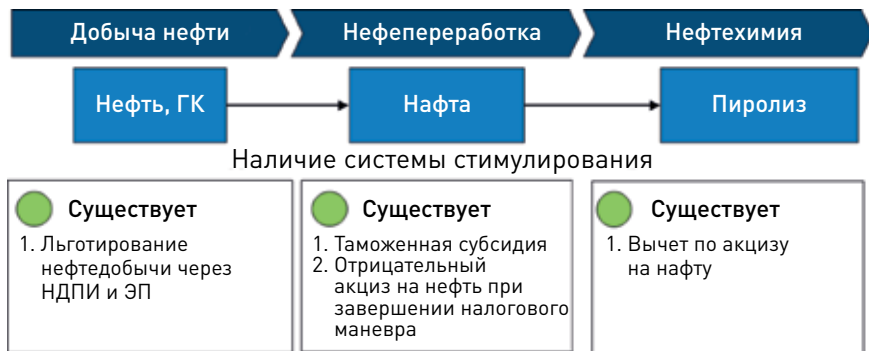 Добыча нефти
Нефепереработка
Нефтехимия
Нефть, ГК
Нафта
Пиролиз
Наличие системы стимулирования
Существует
1. Льготирование
нефтедобычи через
НДПИ и ЭП
Существует
1. Таможенная субсидия
2. Отрицательный
акциз на нефть при
завершении налогового
маневра
Существует
1. Вычет по акцизу
на нафту